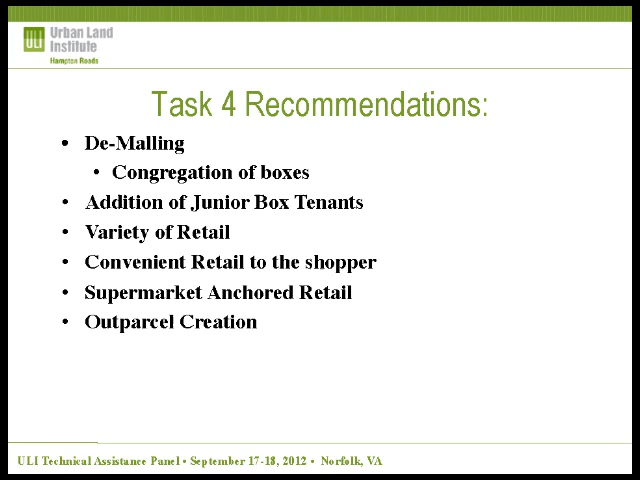 ULI Urban Land
Institute
Hampton Roads
Task 4 Recommendations:
• De-Malling
• Congregation of boxes
• Addition of Junior Box Tenants
• Variety of Retail
• Convenient Retail to the shopper
• Supermarket Anchored Retail
• Outparcel Creation
ULI Technical Assistance Panel • September 17-18, 2012 • Norfolk, VA